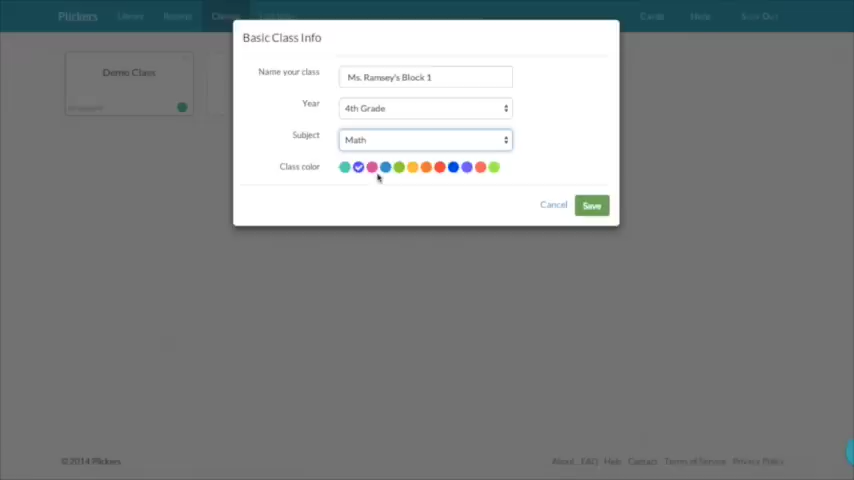 Plickers Library Reports Classes Cards Help Sign Out
Basic Class Info
Name your class Ms. Ramsey's Block 1
Year 4th Grade
Subject Math
Class color
Cancel Save
Demo Class
© 2014 Plickers About FAQ Help Contact Terms of Service Privacy Policy